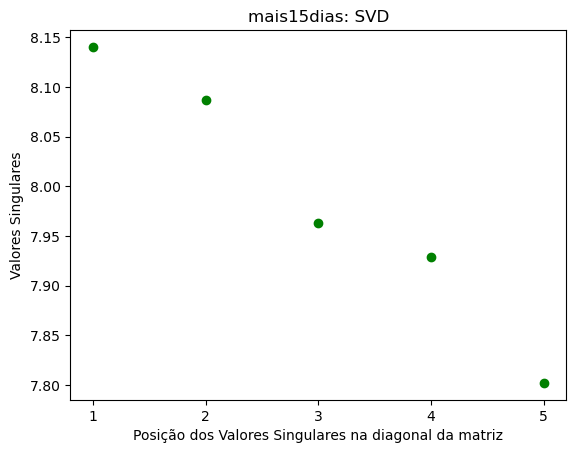 mais15dias: SVD
8.15
8.10
8.05
8.00
7.95
7.90
7.85
7.80
Valores Singulares
1 2 3 4 5
Posição dos Valores Singulares na diagonal da matriz